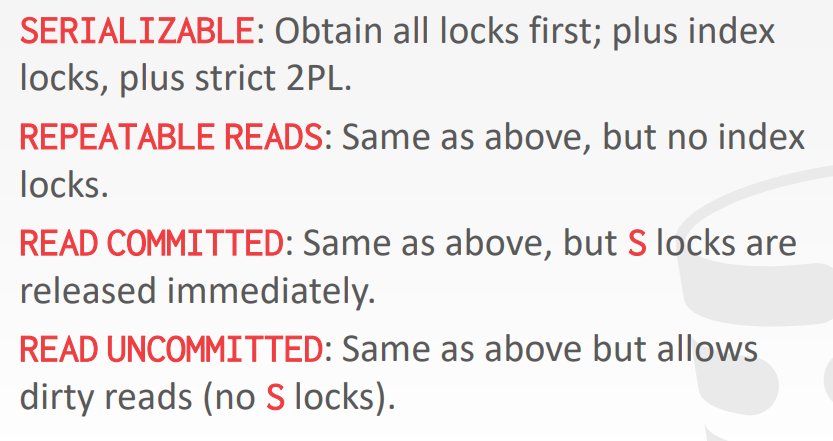 SERIALIZABLE: Obtain all locks first; plus index
locks, plus strict 2PL.
REPEATABLE READS: Same as above, but no index
locks.
READ COMMITTED: Same as above, but S locks are
released immediately.
READ UNCOMMITTED: Same as above but allows
dirty reads (no S locks).